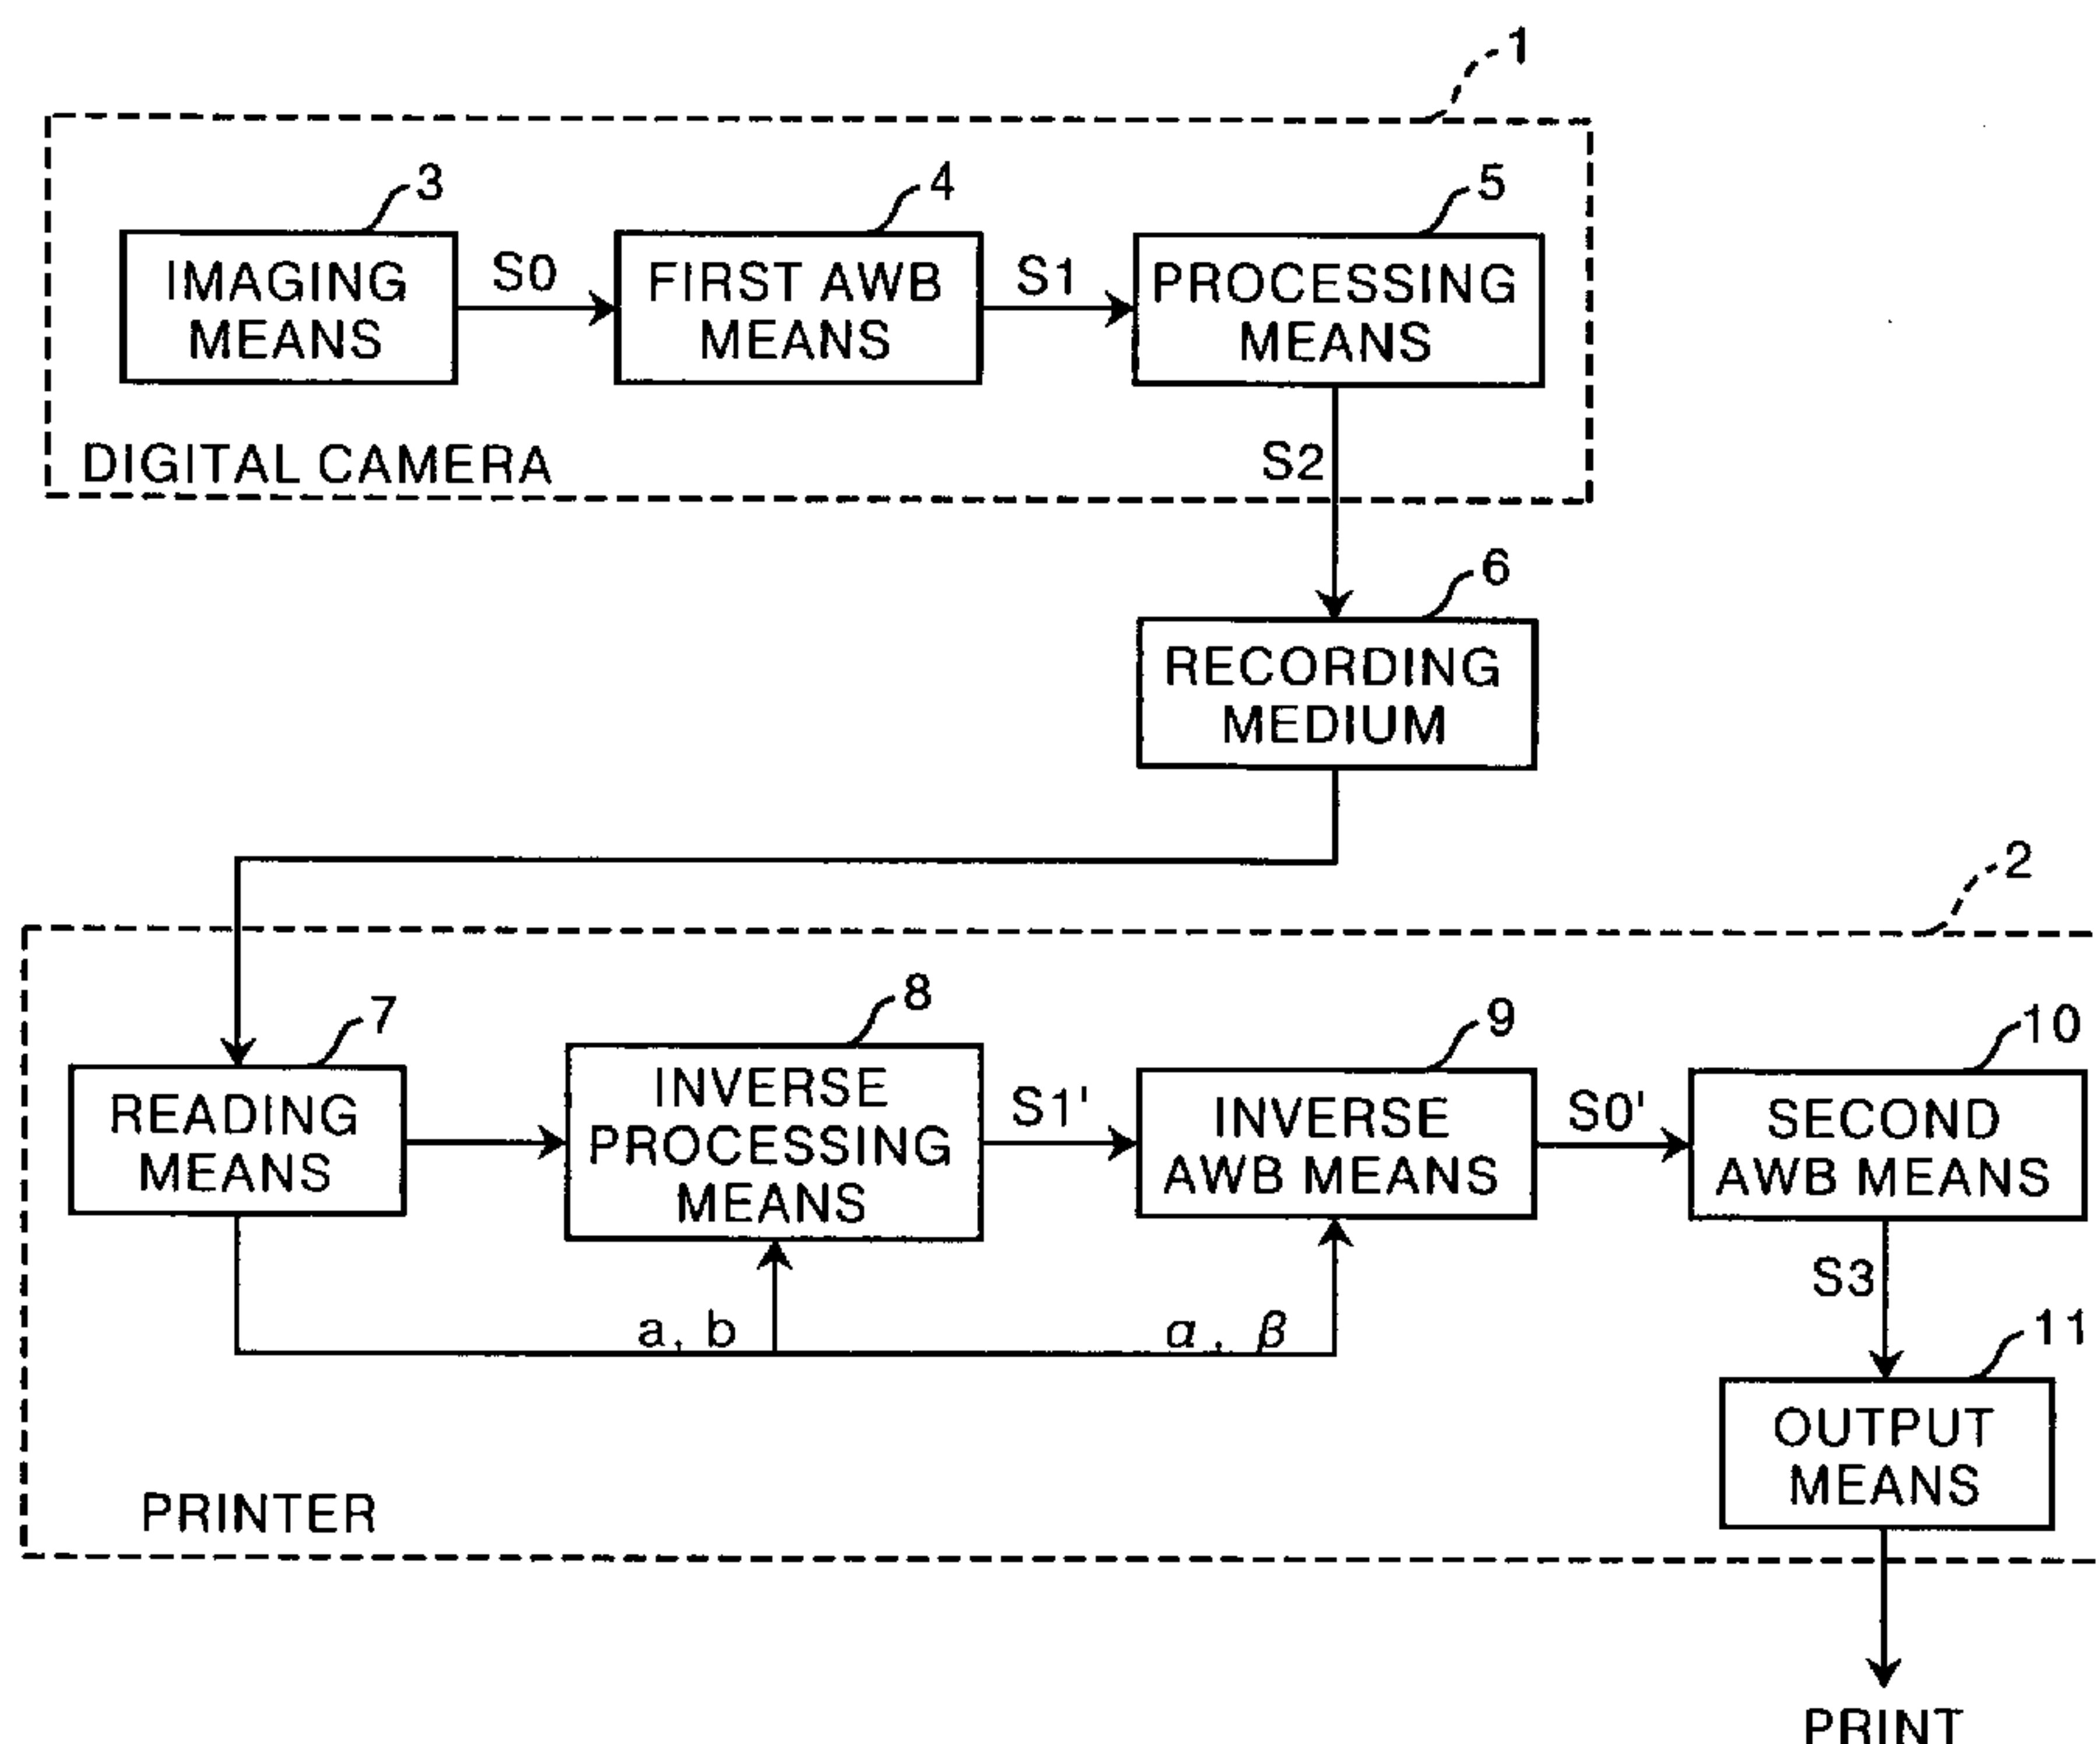 1
3
4
5
IMAGING
MEANS
S0
FIRST AWB
MEANS
S1
PROCESSING
MEANS
DIGITAL CAMERA
S2
6
RECORDING
MEDIUM
2
7
8
9
10
READING
MEANS
INVERSE
PROCESSING
MEANS
S1'
INVERSE
AWB MEANS
S0'
SECOND
AWB MEANS
a, b
α, β
S3
11
OUTPUT
MEANS
PRINTER
PRINT